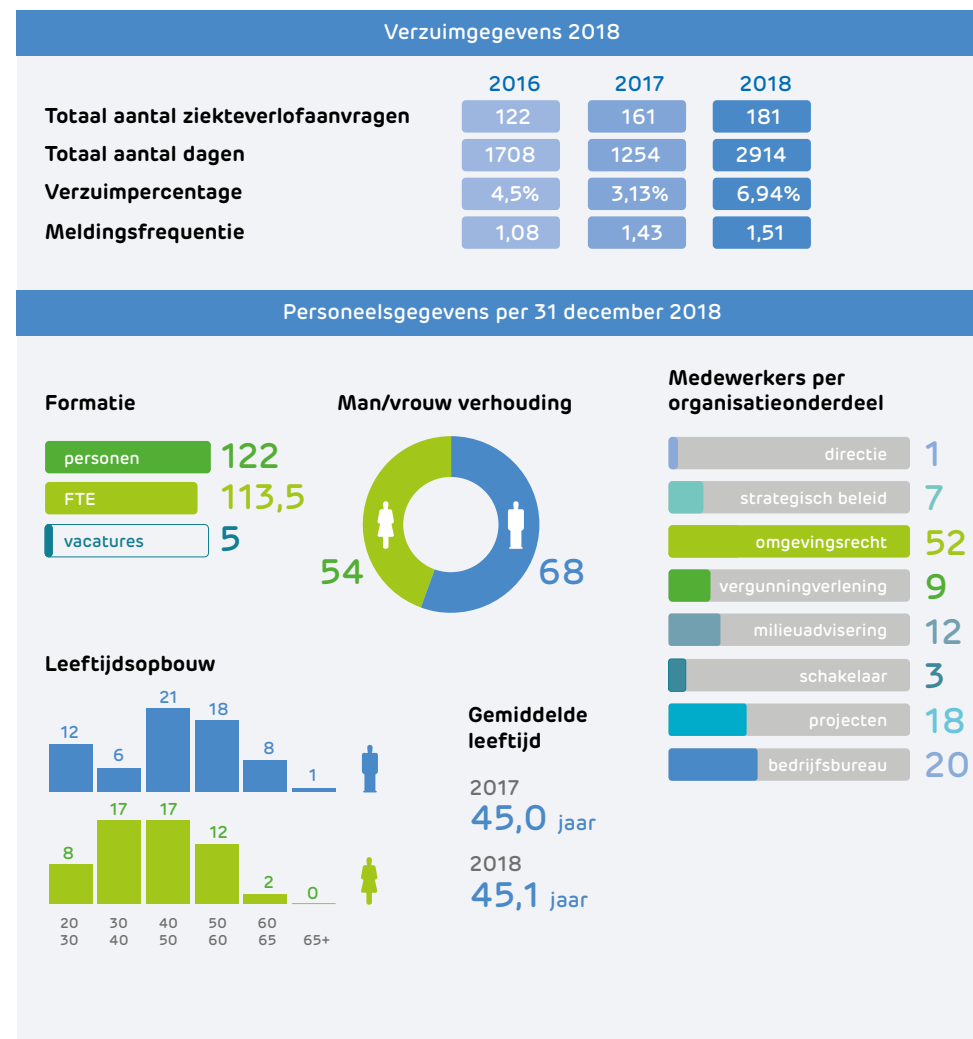 Verzuimgegevens 2018
2016 2017 2018
Totaal aantal ziekteverlofaanvragen 122 161 181
Totaal aantal dagen 1708 1254 2914
Verzuimpercentage 4,5% 3,13% 6,94%
Meldingsfrequentie 1,08 1,43 1,51
Personeelsgegevens per 31 december 2018
Formatie
personen 122
FTE 113,5
vacatures 5
Man/vrouw verhouding
54 68
Medewerkers per
organisatieonderdeel
directie 1
strategisch beleid 7
omgevingsrecht 52
vergunningverlening 9
milieuadvisering 12
schakelaar 3
projecten 18
bedrijfsbureau 20
Leeftijdsopbouw
12 6 21 18 8 1
8 17 17 12 2 0
20 30 40 50 60
30 40 50 60 65 65+
Gemiddelde
leeftijd
2017
45,0 jaar
2018
45,1 jaar